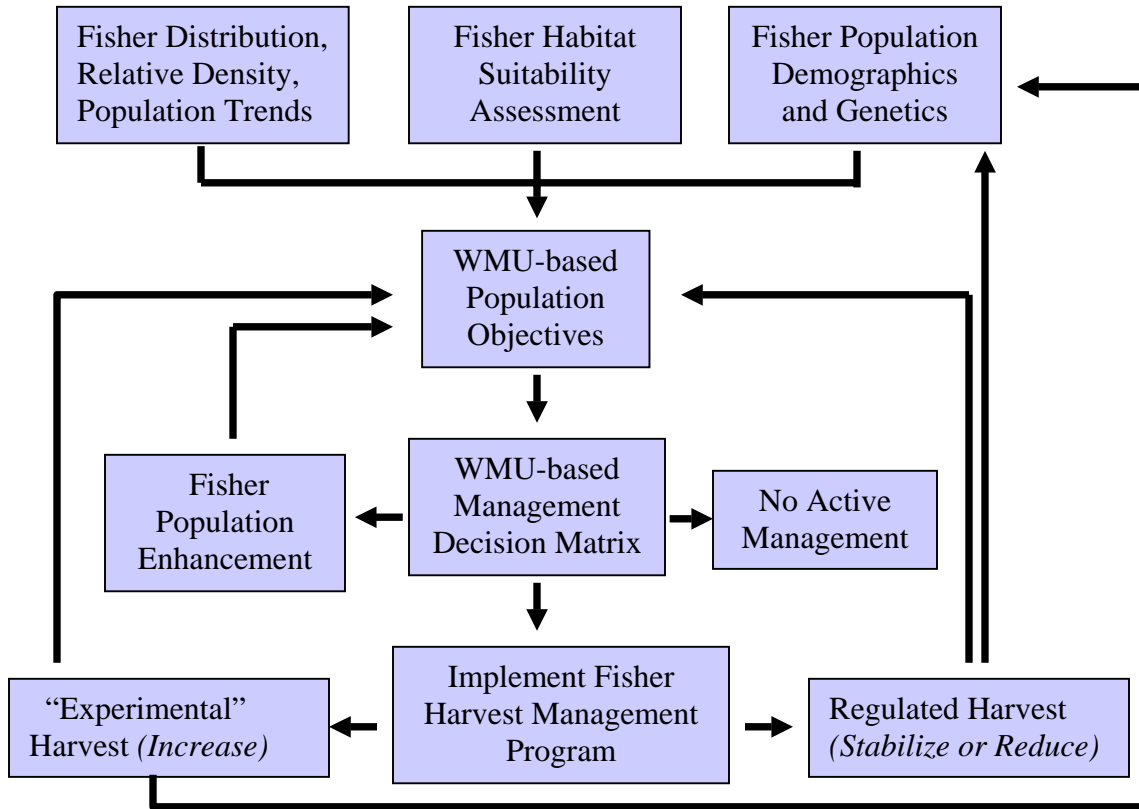 Fisher Distribution,
Relative Density,
Population Trends
Fisher Habitat
Suitability
Assessment
Fisher Population
Demographics
and Genetics
WMU-based
Population
Objectives
Fisher
Population
Enhancement
WMU-based
Management
Decision Matrix
No Active
Management
“Experimental”
Harvest (Increase)
Implement Fisher
Harvest Management
Program
Regulated Harvest
(Stabilize or Reduce)